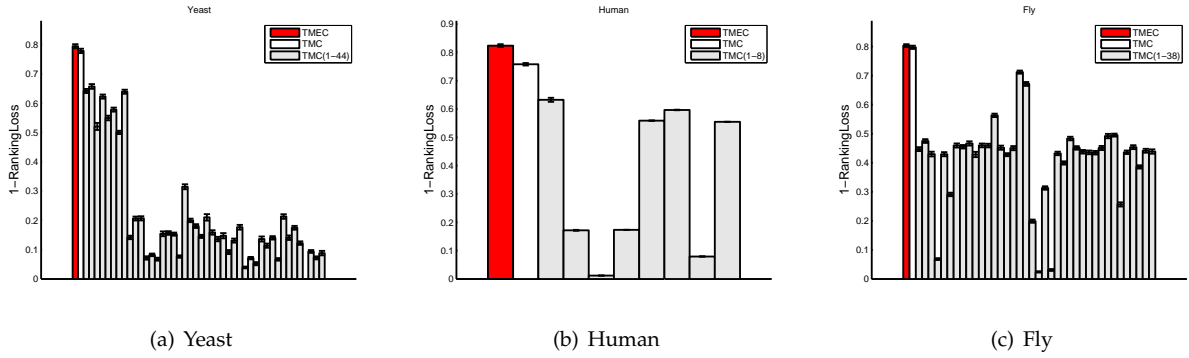 Yeast
TMEC
TMC
TMC(1−44)
1−RankingLoss
0.8
0.7
0.6
0.5
0.4
0.3
0.2
0.1
0
(a) Yeast
Human
TMEC
TMC
TMC(1−8)
1−RankingLoss
0.9
0.8
0.7
0.6
0.5
0.4
0.3
0.2
0.1
0
(b) Human
Fly
TMEC
TMC
TMC(1−38)
1−RankingLoss
0.8
0.7
0.6
0.5
0.4
0.3
0.2
0.1
0
(c) Fly